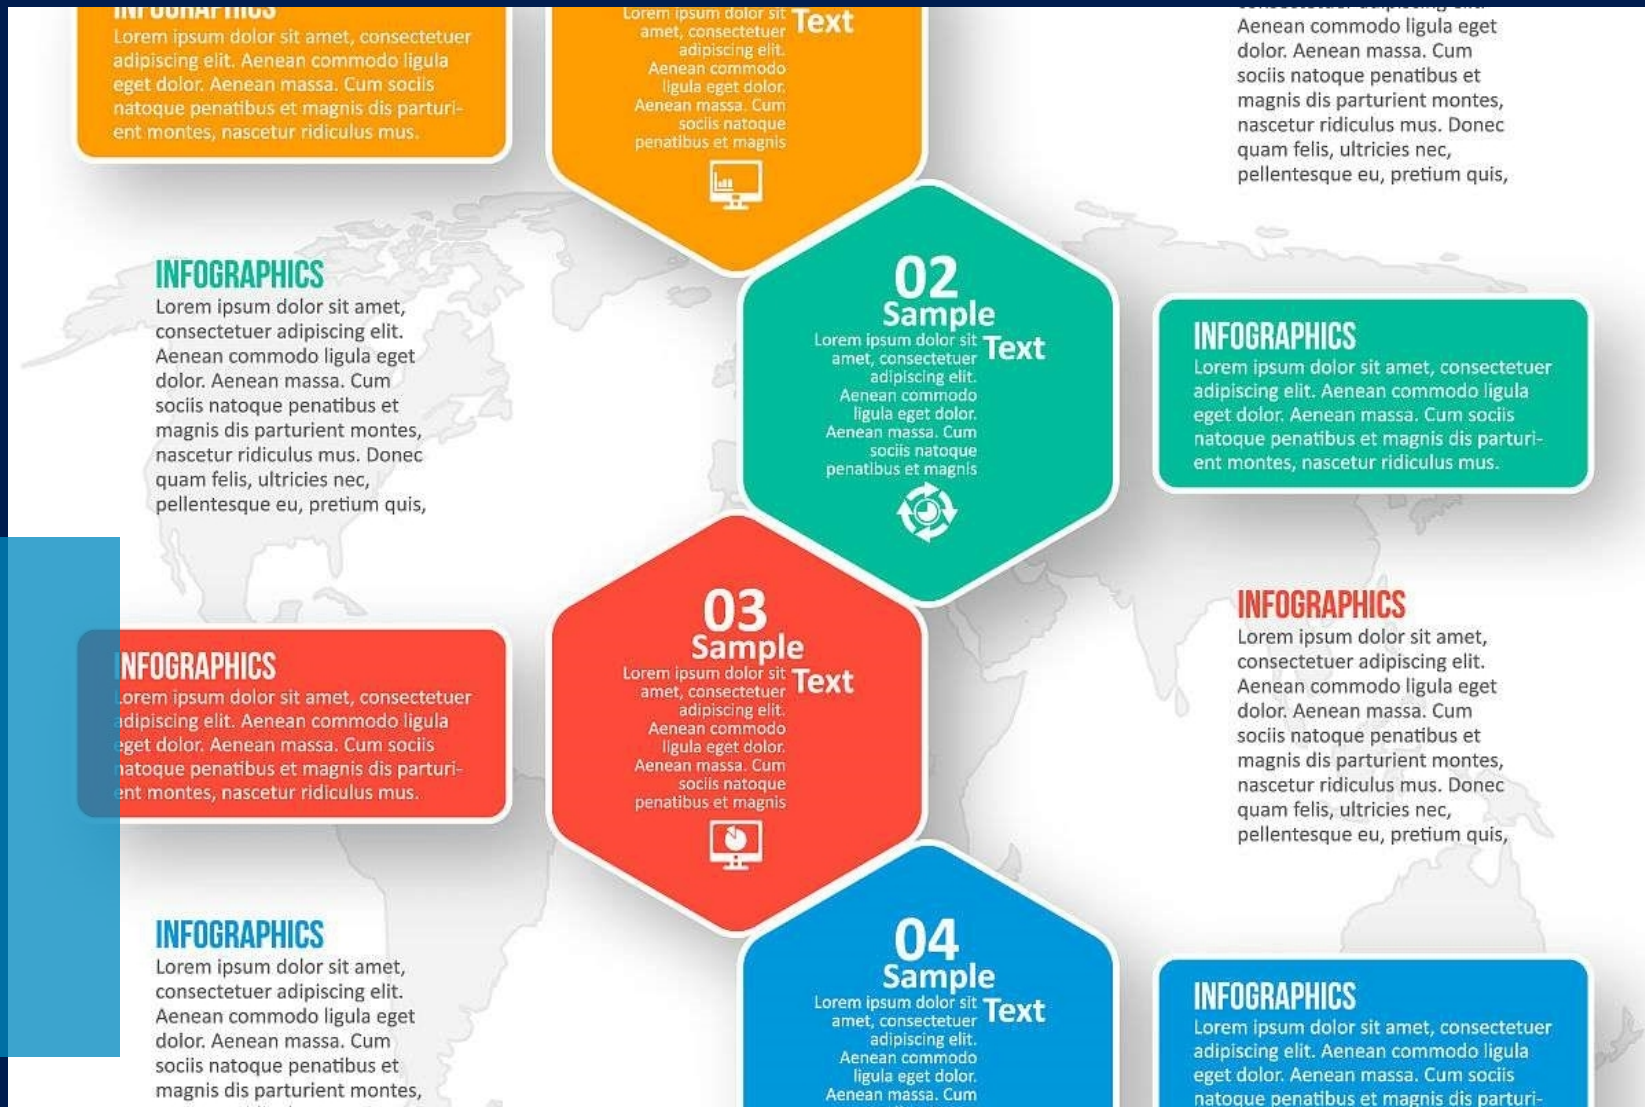 INFOGRAPHICS
Lorem ipsum dolor sit amet, consectetuer
adipiscing elit. Aenean commodo ligula
eget dolor. Aenean massa. Cum sociis
natoque penatibus et magnis dis parturi-
ent montes, nascetur ridiculus mus.
Text
Lorem ipsum dolor sit
amet, consectetuer
adipiscing elit.
Aenean commodo
ligula eget dolor.
Aenean massa. Cum
sociis natoque
penatibus et magnis
Aenean commodo ligula eget
dolor. Aenean massa. Cum
sociis natoque penatibus et
magnis dis parturient montes,
nascetur ridiculus mus. Donec
quam felis, ultricies nec,
pellentesque eu, pretium quis,
INFOGRAPHICS
Lorem ipsum dolor sit amet,
consectetuer adipiscing elit.
Aenean commodo ligula eget
dolor. Aenean massa. Cum
sociis natoque penatibus et
magnis dis parturient montes,
nascetur ridiculus mus. Donec
quam felis, ultricies nec,
pellentesque eu, pretium quis,
02
Sample
Text
Lorem ipsum dolor sit
amet, consectetuer
adipiscing elit.
Aenean commodo
ligula eget dolor.
Aenean massa. Cum
sociis natoque
penatibus et magnis
INFOGRAPHICS
Lorem ipsum dolor sit amet, consectetuer
adipiscing elit. Aenean commodo ligula
eget dolor. Aenean massa. Cum sociis
natoque penatibus et magnis dis parturi-
ent montes, nascetur ridiculus mus.
INFOGRAPHICS
Lorem ipsum dolor sit amet, consectetuer
adipiscing elit. Aenean commodo ligula
eget dolor. Aenean massa. Cum sociis
natoque penatibus et magnis dis parturi-
ent montes, nascetur ridiculus mus.
03
Sample
Text
Lorem ipsum dolor sit
amet, consectetuer
adipiscing elit.
Aenean commodo
ligula eget dolor.
Aenean massa. Cum
sociis natoque
penatibus et magnis
INFOGRAPHICS
Lorem ipsum dolor sit amet,
consectetuer adipiscing elit.
Aenean commodo ligula eget
dolor. Aenean massa. Cum
sociis natoque penatibus et
magnis dis parturient montes,
nascetur ridiculus mus. Donec
quam felis, ultricies nec,
pellentesque eu, pretium quis,
INFOGRAPHICS
Lorem ipsum dolor sit amet,
consectetuer adipiscing elit.
Aenean commodo ligula eget
dolor. Aenean massa. Cum
sociis natoque penatibus et
magnis dis parturient montes,
04
Sample
Text
Lorem ipsum dolor sit
amet, consectetuer
adipiscing elit.
Aenean commodo
ligula eget dolor.
Aenean massa. Cum
INFOGRAPHICS
Lorem ipsum dolor sit amet, consectetuer
adipiscing elit. Aenean commodo ligula
eget dolor. Aenean massa. Cum sociis
natoque penatibus et magnis dis parturi-